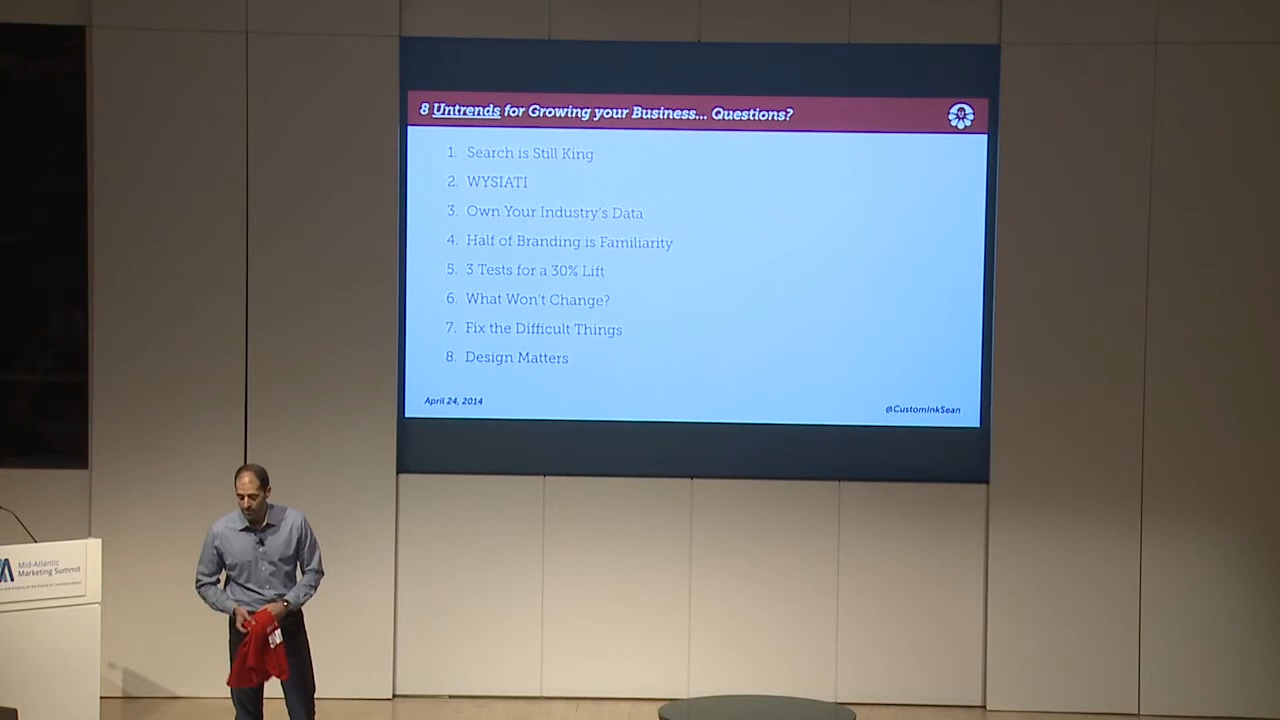 8 Untrends for Growing your Business... Questions?
1. Search is Still King
2. WYSIATI
3. Own Your Industry's Data
4. Half of Branding is Familiarity
5. 3 Tests for a 30% Lift
6. What Won't Change?
7. Fix the Difficult Things
8. Design Matters
April 24, 2014
@CustomInkSean
Mid-Atlantic
Marketing Summit